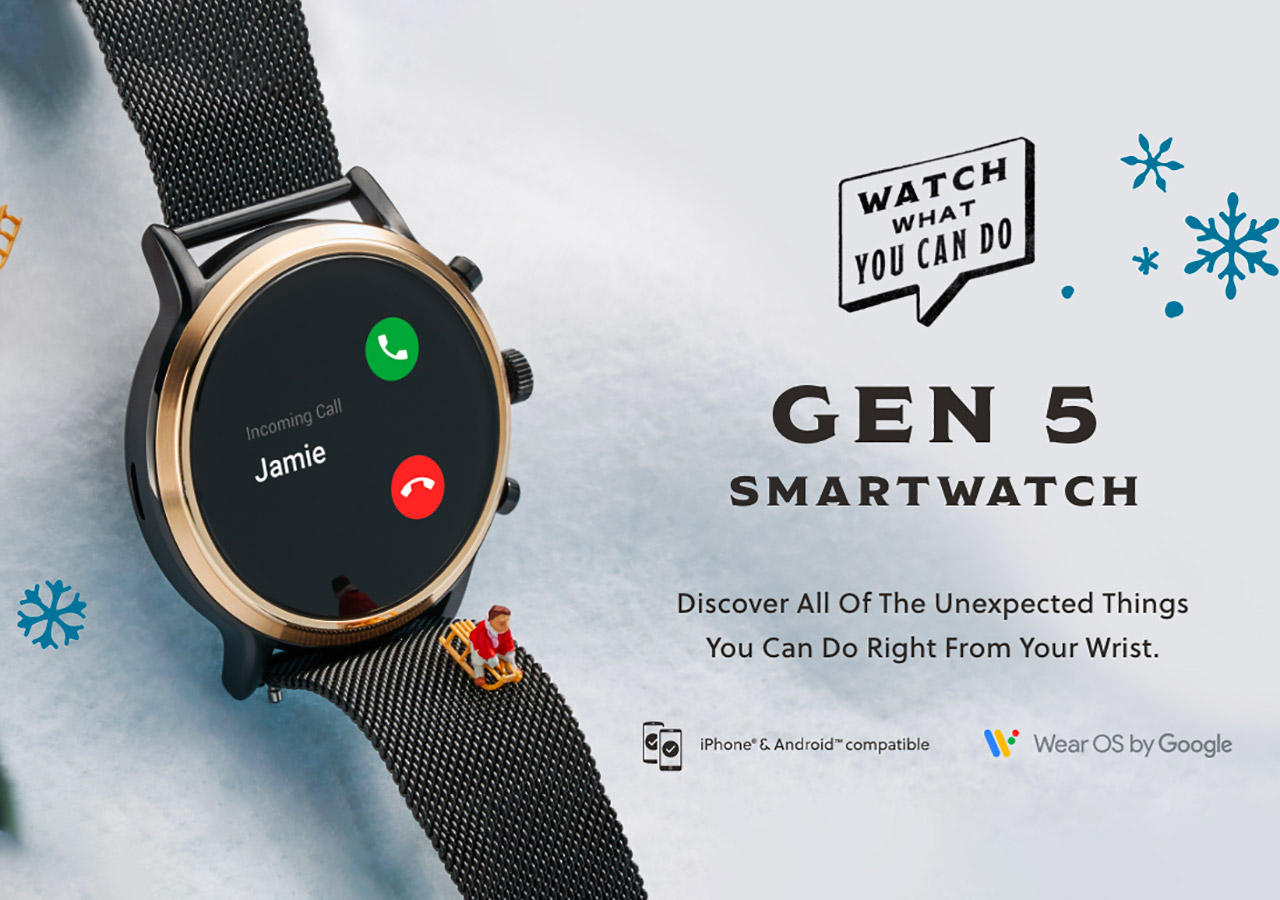 Incoming Call
Jamie
WATCH
WHAT
YOU CAN DO
GEN 5
SMARTWATCH
Discover All Of The Unexpected Things
You Can Do Right From Your Wrist.
iPhone® & Android™ compatible
Wear OS by Google